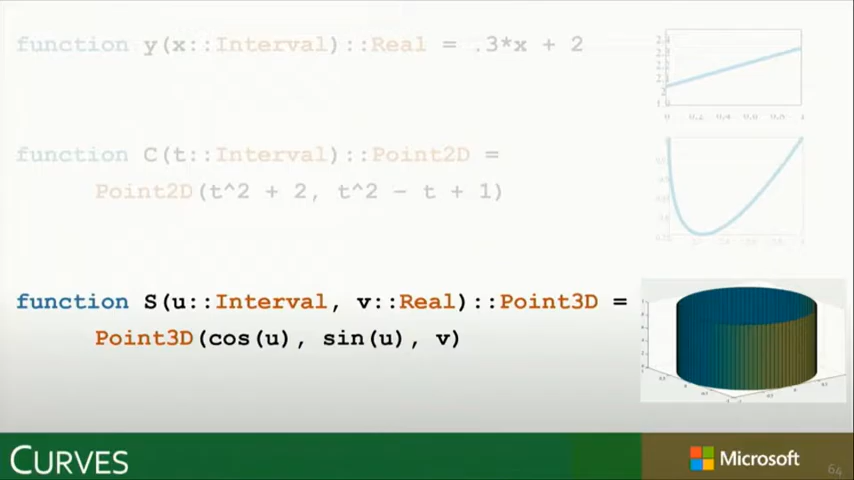 function y(x::Interval)::Real = .3*x + 2
function C(t::Interval)::Point2D =
Point2D(t^2 + 2, t^2 - t + 1)
function S(u::Interval, v::Real)::Point3D =
Point3D(cos(u), sin(u), v)
CURVES
Microsoft
64